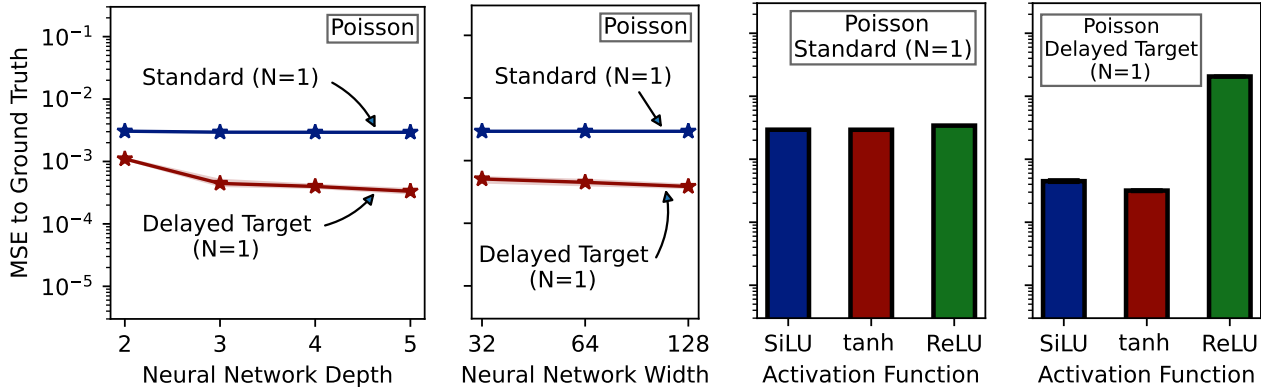 MSE to Ground Truth
10⁻¹
10⁻²
10⁻³
10⁻⁴
10⁻⁵
Poisson
Standard (N=1)
Delayed Target
(N=1)
2 3 4 5
Neural Network Depth
Poisson
Standard (N=1)
Delayed Target
(N=1)
32 64 128
Neural Network Width
Poisson
Standard (N=1)
SiLU tanh ReLU
Activation Function
Poisson
Delayed Target
(N=1)
SiLU tanh ReLU
Activation Function